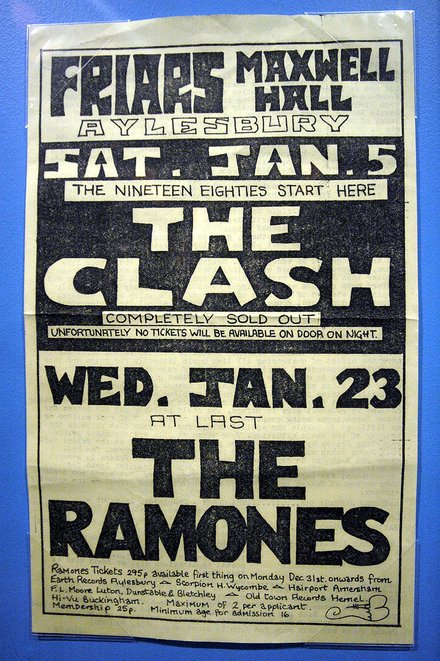 FRIARS MAXWELL HALL
AYLESBURY
SAT. JAN. 5
THE NINETEEN EIGHTIES START HERE
THE
CLASH
COMPLETELY SOLD OUT
UNFORTUNATELY NO TICKETS WILL BE AVAILABLE ON DOOR ON NIGHT.
WED. JAN. 23
AT LAST
THE
RAMONES
Ramones Tickets 295p available first thing on Monday Dec 31st. onwards from
Earth Records Aylesbury Scorpion H. Wycombe Hairport Amersham
F.L. Moore Luton, Dunstable & Bletchley Old Town Records Hemel
Hi-Vu Buckingham. Maximum of 2 per applicant.
Membership 25p. Minimum age for admission 16